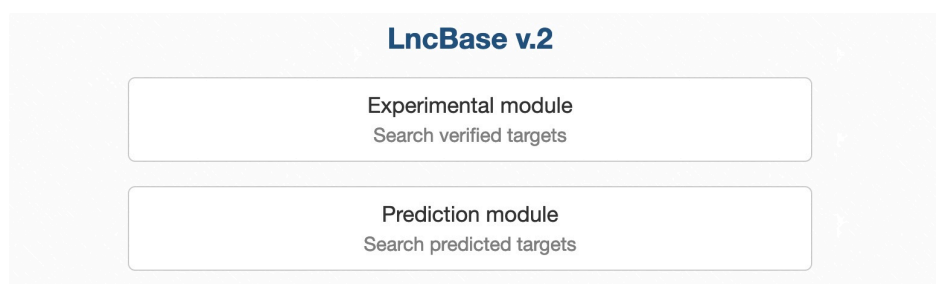 LncBase v.2
Experimental module
Search verified targets
Prediction module
Search predicted targets